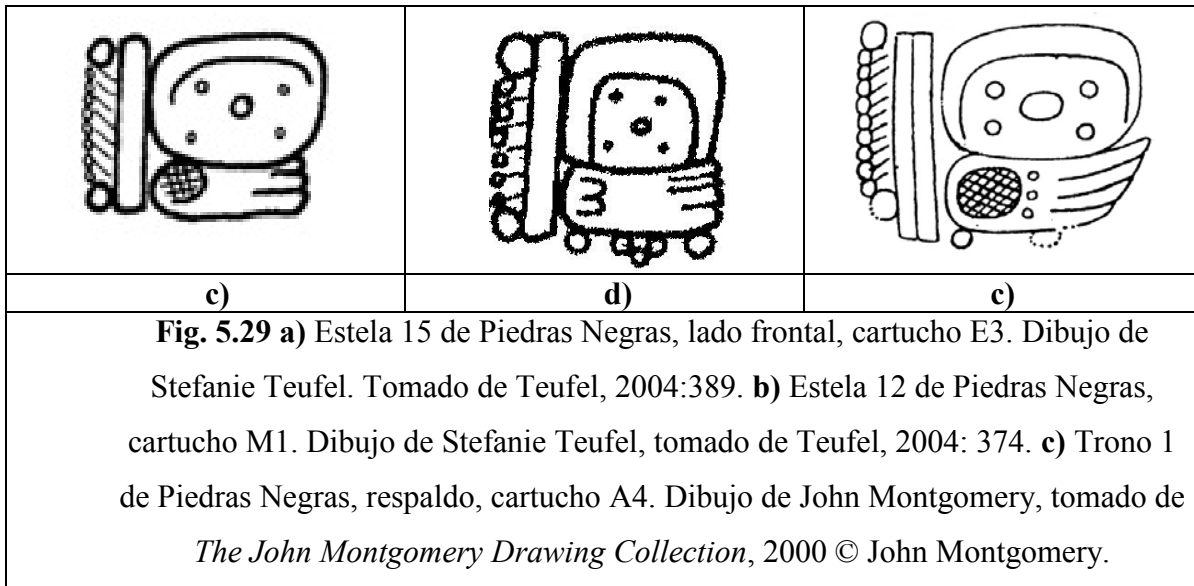 c) d) c)
Fig. 5.29 a) Estela 15 de Piedras Negras, lado frontal, cartucho E3. Dibujo de
Stefanie Teufel. Tomado de Teufel, 2004:389. b) Estela 12 de Piedras Negras,
cartucho M1. Dibujo de Stefanie Teufel, tomado de Teufel, 2004: 374. c) Trono 1
de Piedras Negras, respaldo, cartucho A4. Dibujo de John Montgomery, tomado de
The John Montgomery Drawing Collection, 2000 © John Montgomery.